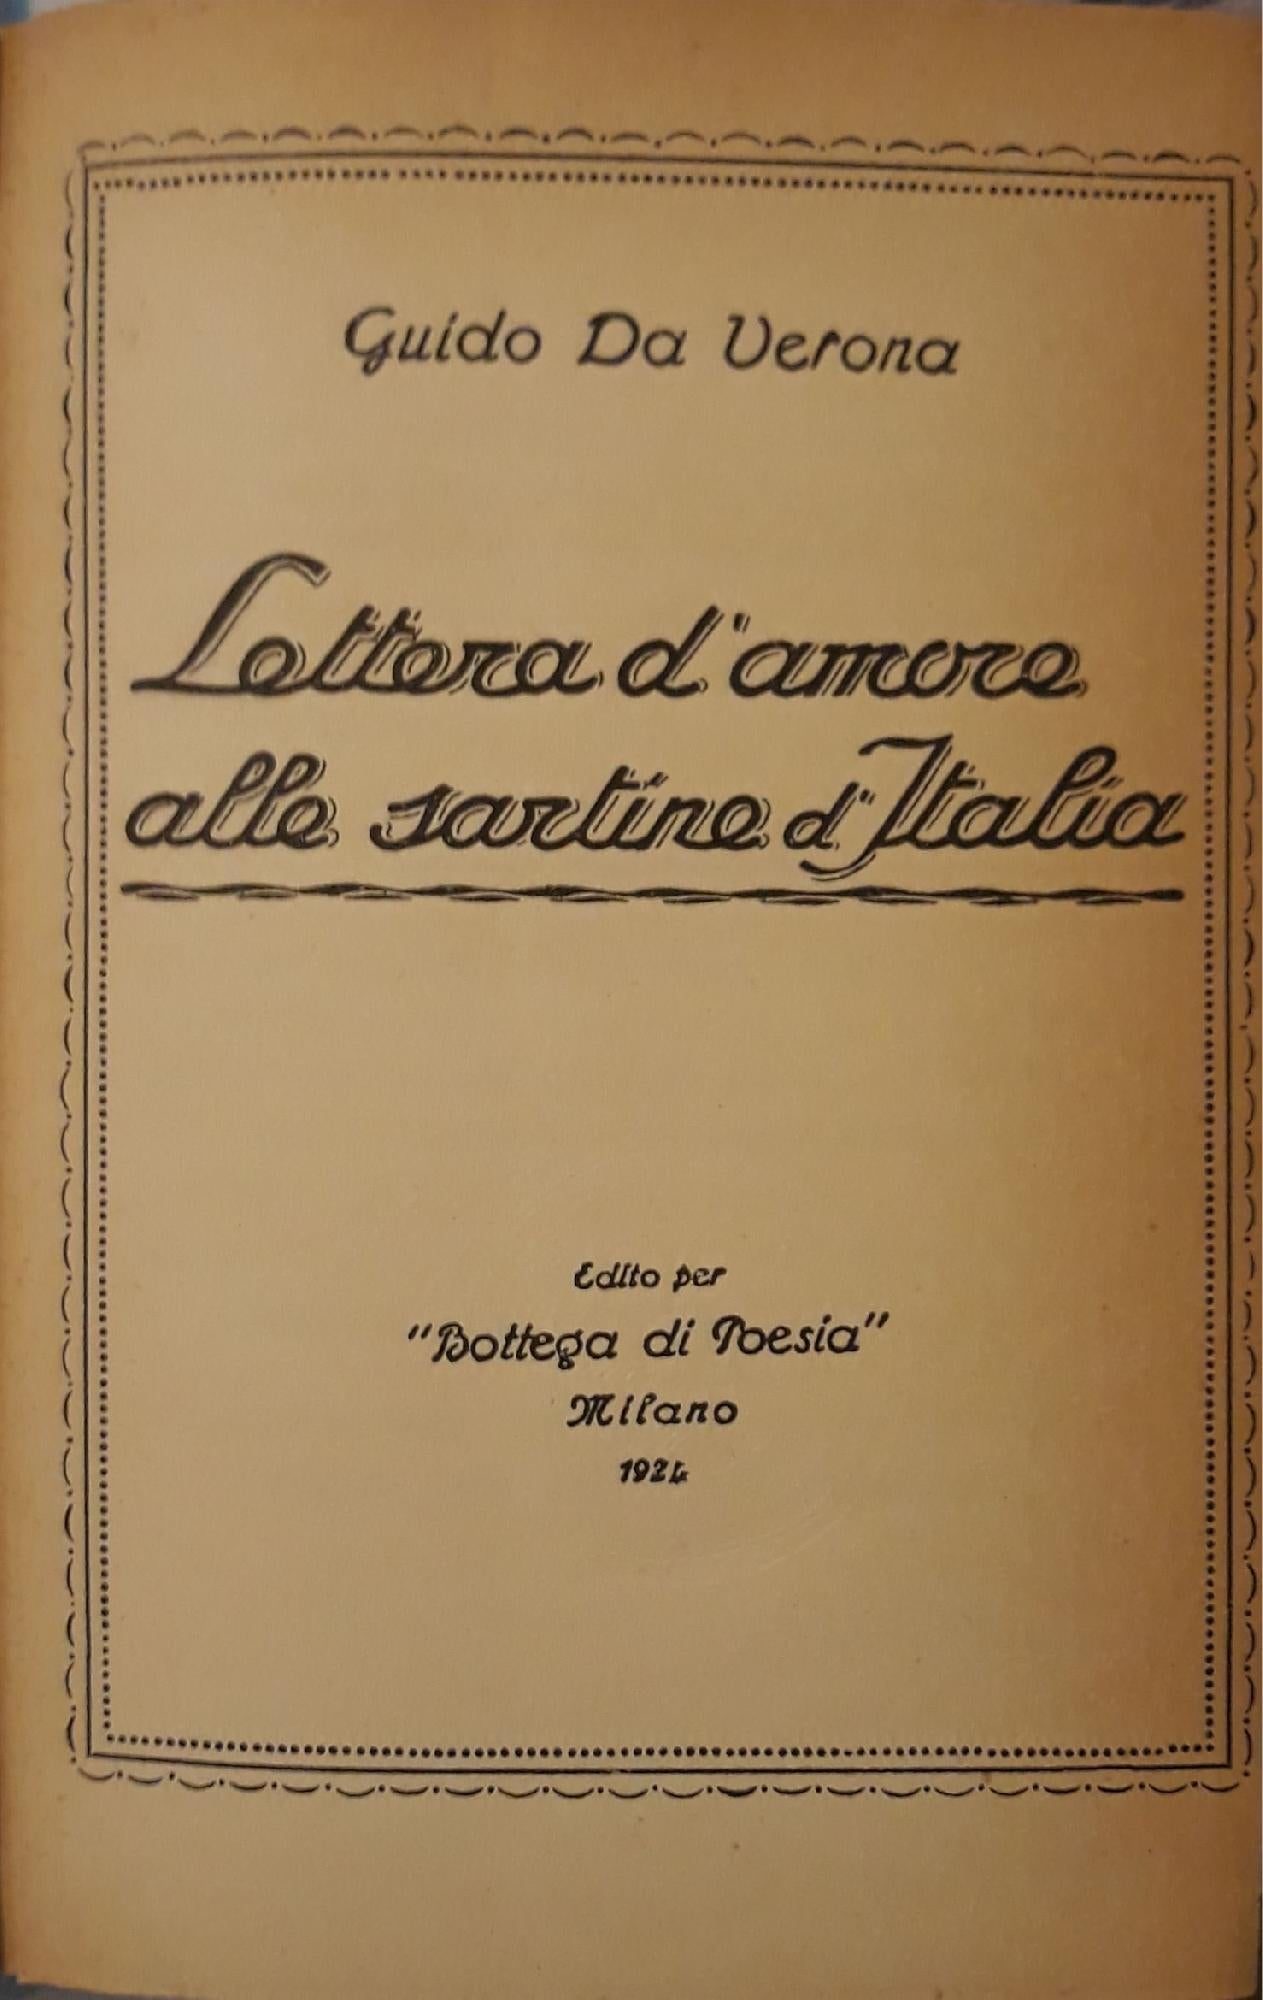 Guido Da Verona
Lettera d'amore
alle sartine d'Italia
Edito per
"Bottega di Poesia"
Milano
1924